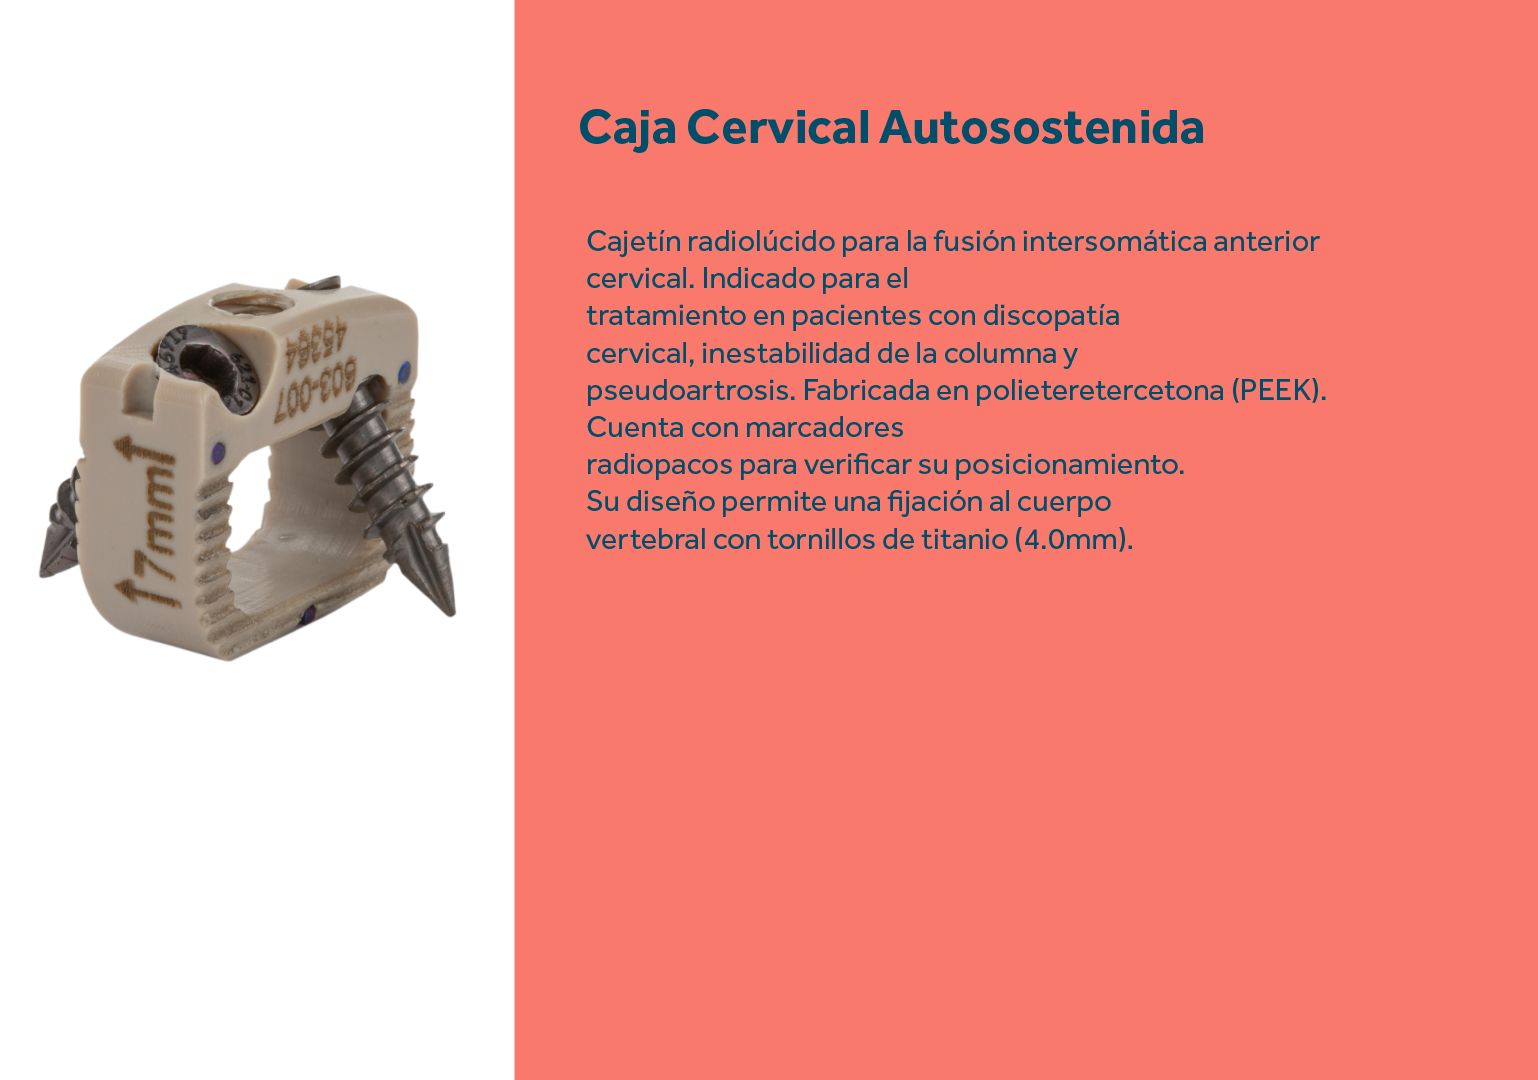 Caja Cervical Autosostenida
Cajetín radiolúcido para la fusión intersomática anterior
cervical. Indicado para el
tratamiento en pacientes con discopatía
cervical, inestabilidad de la columna y
pseudoartrosis. Fabricada en polieteretercetona (PEEK).
Cuenta con marcadores
radiopacos para verificar su posicionamiento.
Su diseño permite una fijación al cuerpo
vertebral con tornillos de titanio (4.0mm).
603-007
45364
7mm